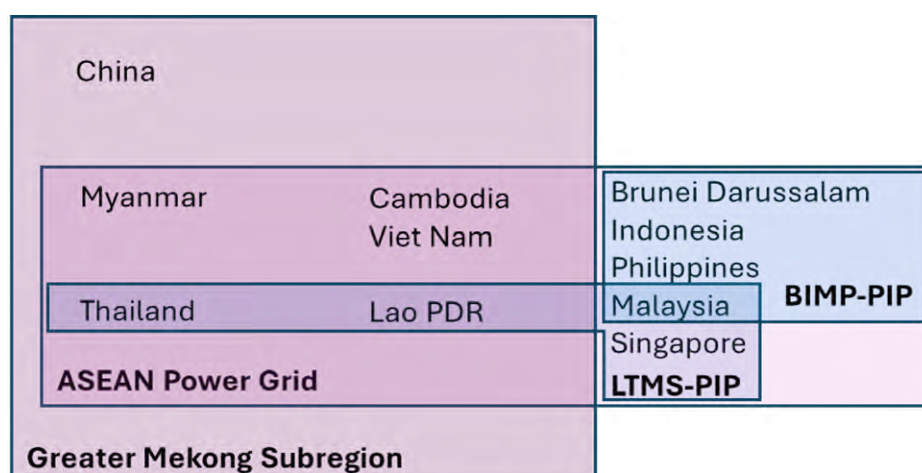 China
Myanmar
Cambodia
Viet Nam
Brunei Darussalam
Indonesia
Philippines
Thailand
Lao PDR
Malaysia
BIMP-PIP
Singapore
ASEAN Power Grid
LTMS-PIP
Greater Mekong Subregion